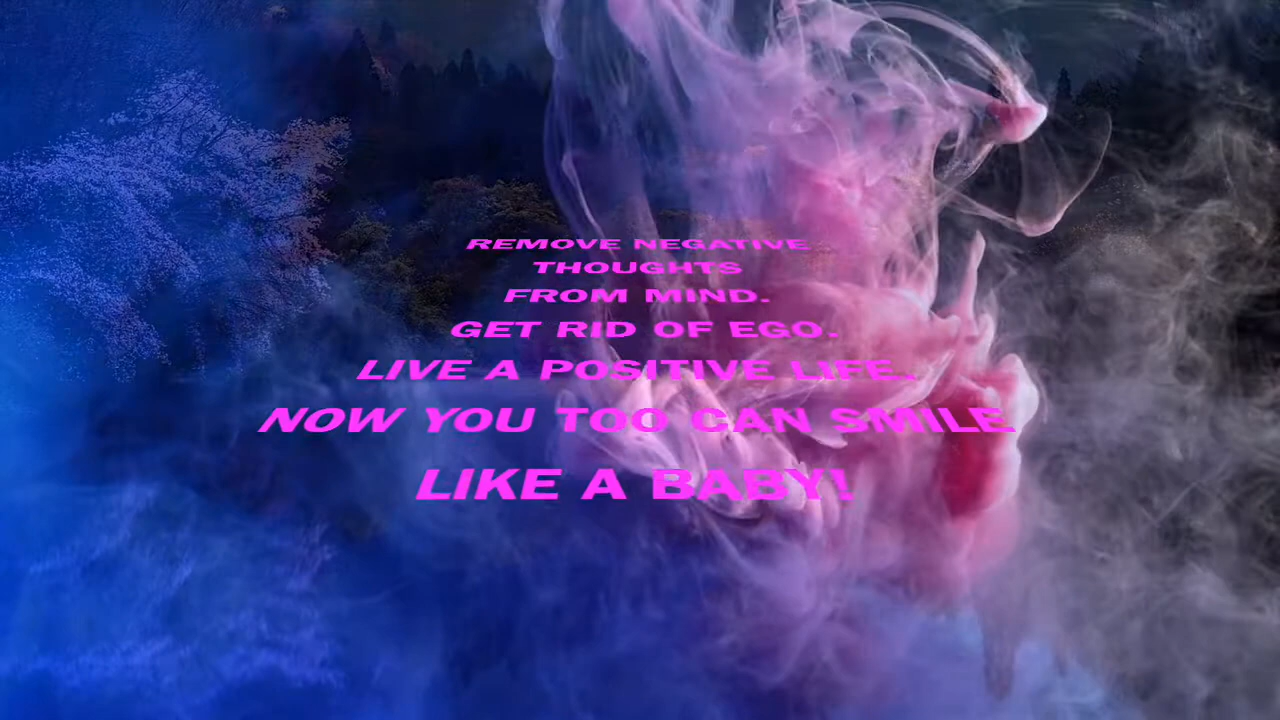 REMOVE NEGATIVE
THOUGHTS
FROM MIND.
GET RID OF EGO.
LIVE A POSITIVE LIFE.
NOW YOU TOO CAN SMILE
LIKE A BABY!